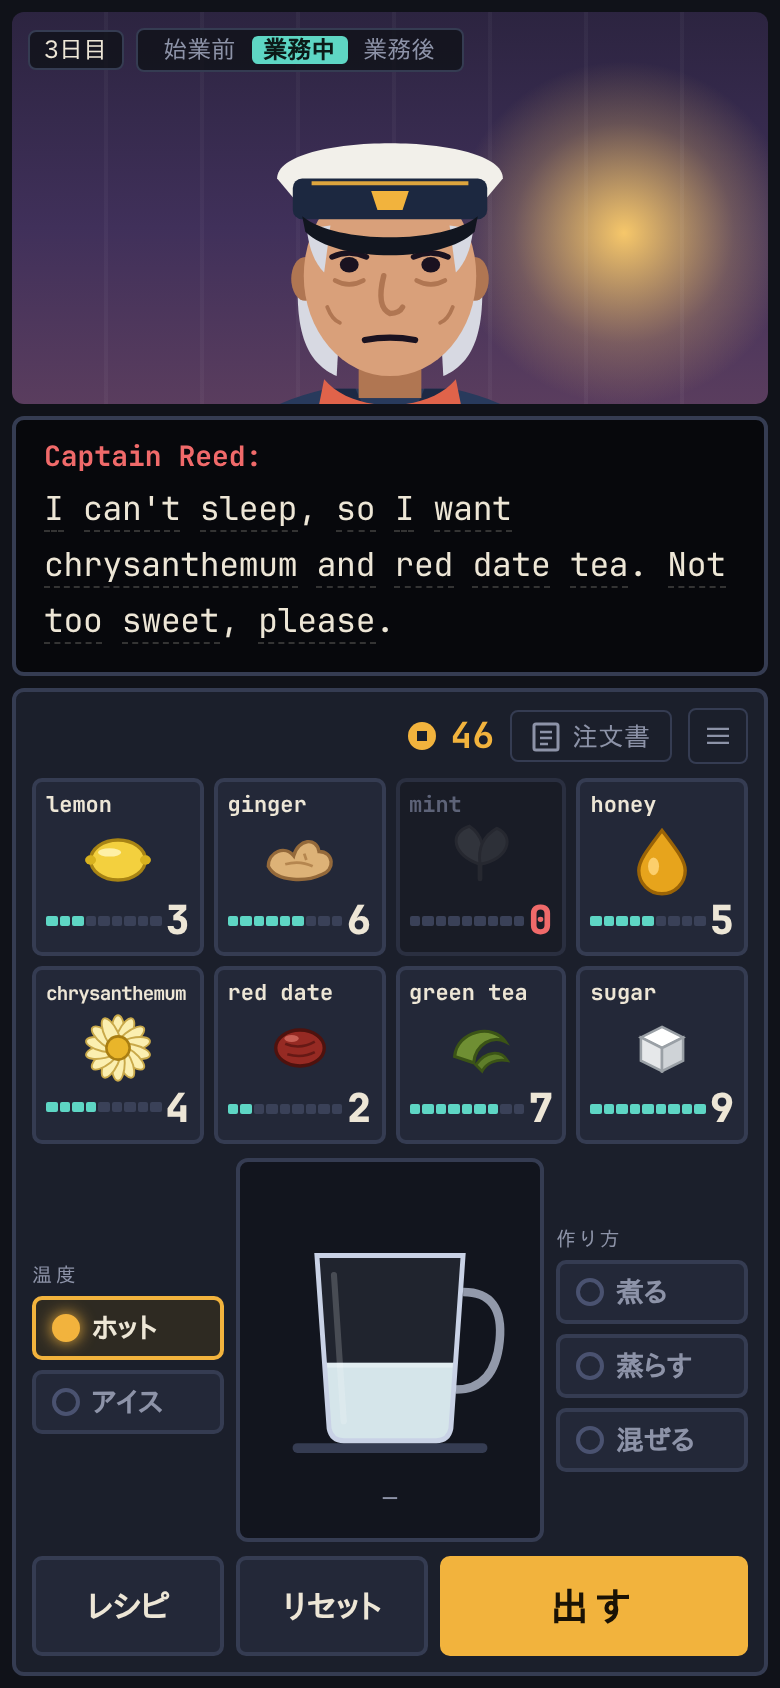 3日目
始業前 業務中 業務後
Captain Reed:
I can't sleep, so I want
chrysanthemum and red date tea. Not
too sweet, please.
46 注文書
lemon ginger mint honey
3 6 0 5
chrysanthemum red date green tea sugar
4 2 7 9
温度
ホット
アイス
作り方
煮る
蒸らす
混ぜる
—
レシピ リセット 出す